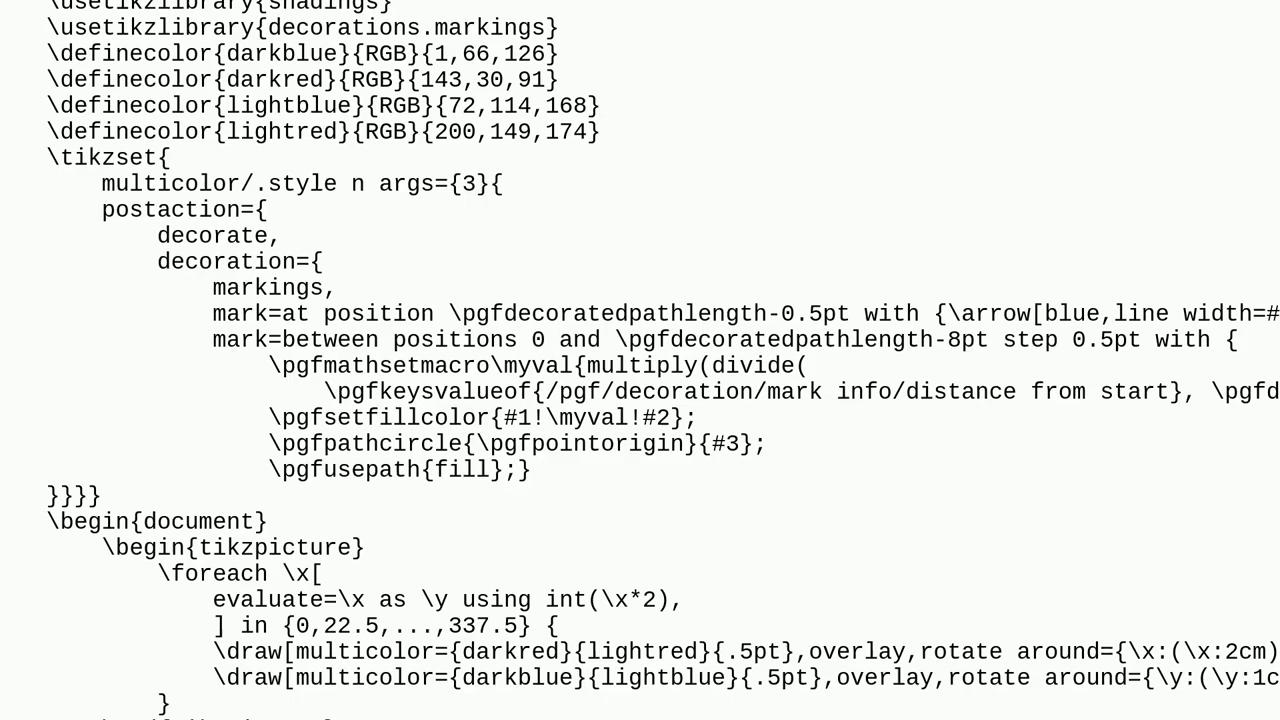 \usetikzlibrary{shadings}
\usetikzlibrary{decorations.markings}
\definecolor{darkblue}{RGB}{1,66,126}
\definecolor{darkred}{RGB}{143,30,91}
\definecolor{lightblue}{RGB}{72,114,168}
\definecolor{lightred}{RGB}{200,149,174}
\tikzset{
    multicolor/.style n args={3}{
    postaction={
        decorate,
        decoration={
            markings,
            mark=at position \pgfdecoratedpathlength-0.5pt with {\arrow[blue,line width=#
            mark=between positions 0 and \pgfdecoratedpathlength-8pt step 0.5pt with {
                \pgfmathsetmacro\myval{multiply(divide(
                    \pgfkeysvalueof{/pgf/decoration/mark info/distance from start}, \pgfd
                \pgfsetfillcolor{#1!\myval!#2};
                \pgfpathcircle{\pgfpointorigin}{#3};
                \pgfusepath{fill};}
}}}}
\begin{document}
    \begin{tikzpicture}
        \foreach \x[
            evaluate=\x as \y using int(\x*2),
            ] in {0,22.5,...,337.5} {
            \draw[multicolor={darkred}{lightred}{.5pt},overlay,rotate around={\x:(\x:2cm)
            \draw[multicolor={darkblue}{lightblue}{.5pt},overlay,rotate around={\y:(\y:1c
        }